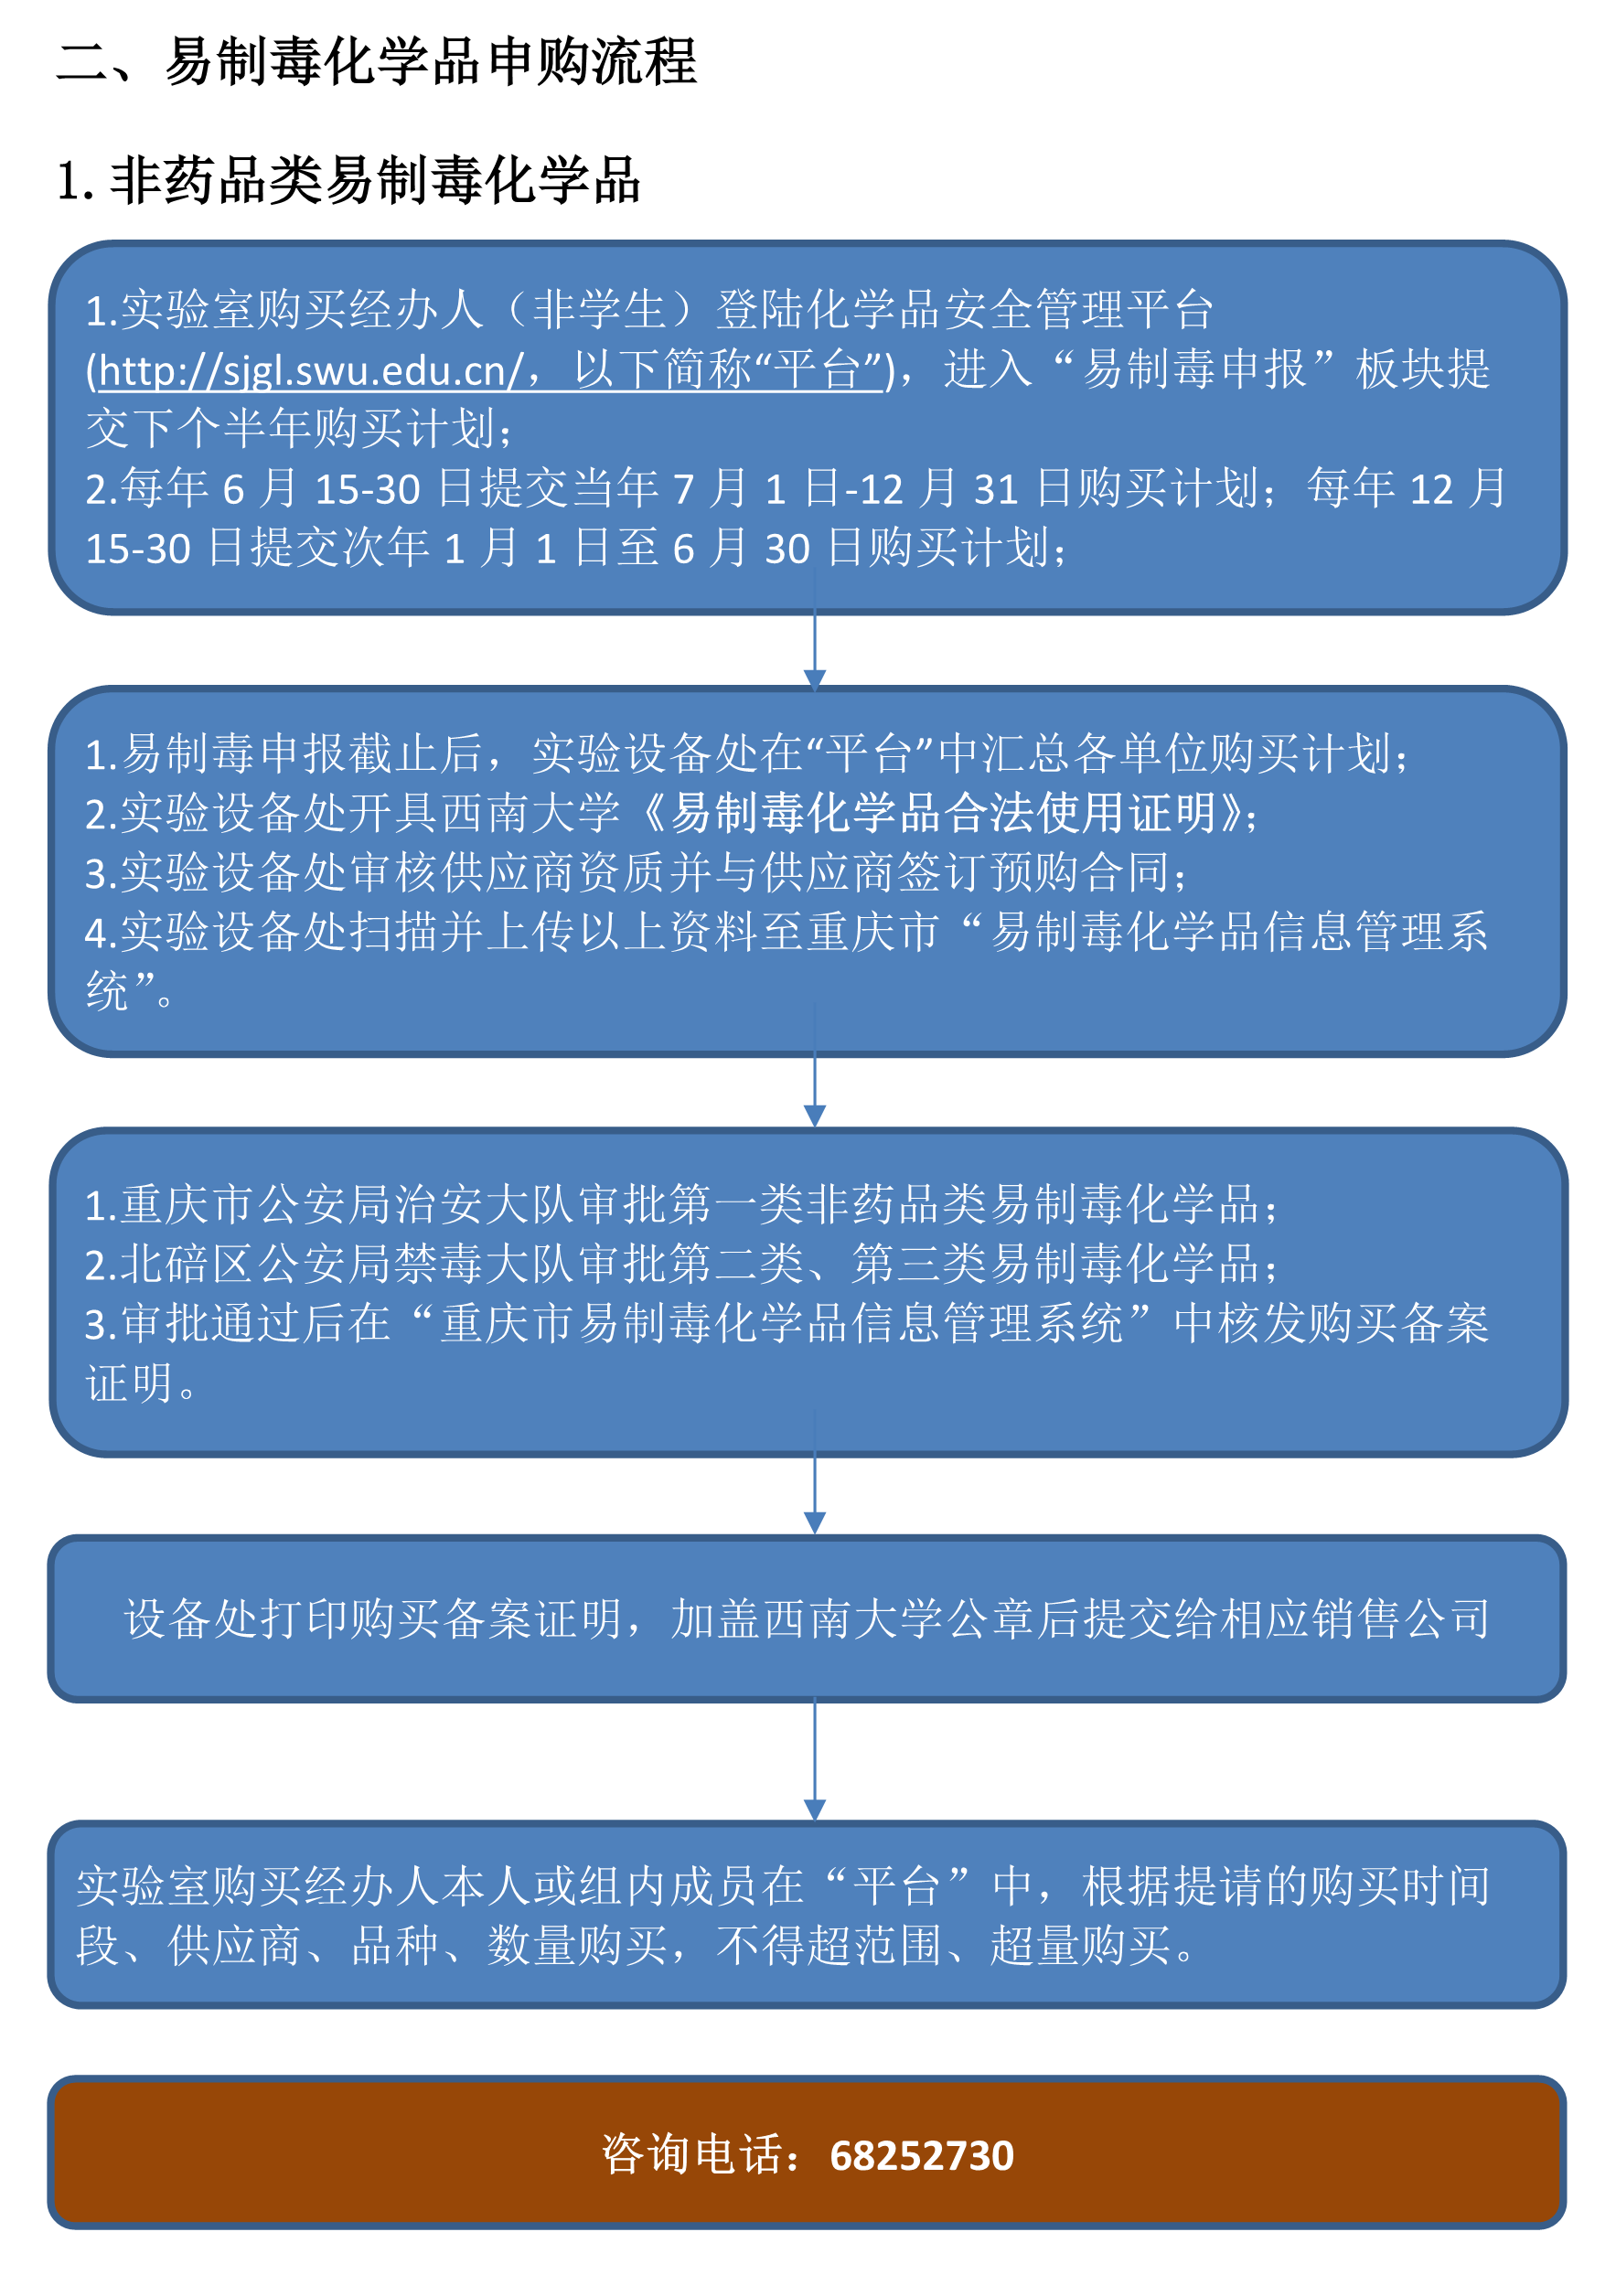 二、易制毒化学品申购流程
1. 非药品类易制毒化学品
1.实验室购买经办人（非学生）登陆化学品安全管理平台
(http://sjgl.swu.edu.cn/，以下简称“平台”)，进入“易制毒申报”板块提
交下个半年购买计划；
2.每年 6 月 15-30 日提交当年 7 月 1 日-12 月 31 日购买计划；每年 12 月
15-30 日提交次年 1 月 1 日至 6 月 30 日购买计划；
1.易制毒申报截止后，实验设备处在“平台”中汇总各单位购买计划；
2.实验设备处开具西南大学《易制毒化学品合法使用证明》；
3.实验设备处审核供应商资质并与供应商签订预购合同；
4.实验设备处扫描并上传以上资料至重庆市“易制毒化学品信息管理系
统”。
1.重庆市公安局治安大队审批第一类非药品类易制毒化学品；
2.北碚区公安局禁毒大队审批第二类、第三类易制毒化学品；
3.审批通过后在“重庆市易制毒化学品信息管理系统”中核发购买备案
证明。
设备处打印购买备案证明，加盖西南大学公章后提交给相应销售公司
实验室购买经办人本人或组内成员在“平台”中，根据提请的购买时间
段、供应商、品种、数量购买，不得超范围、超量购买。
咨询电话：68252730